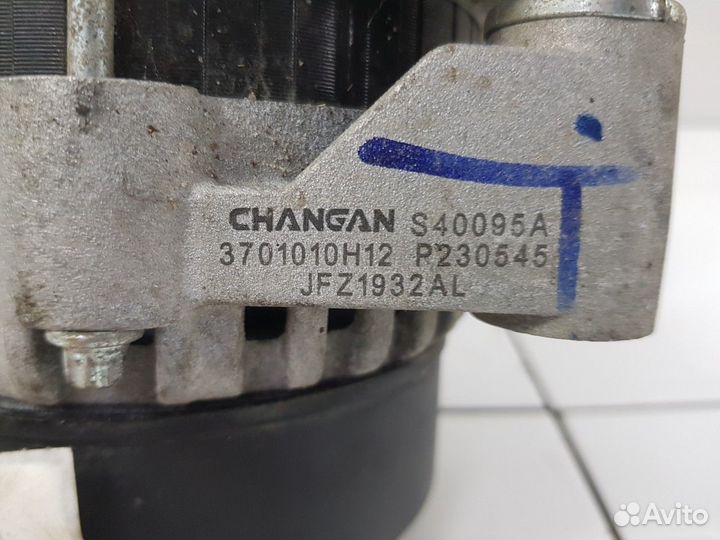 CHANGAN S40095A
3701010H12 P230545
JFZ1932AL
Avito